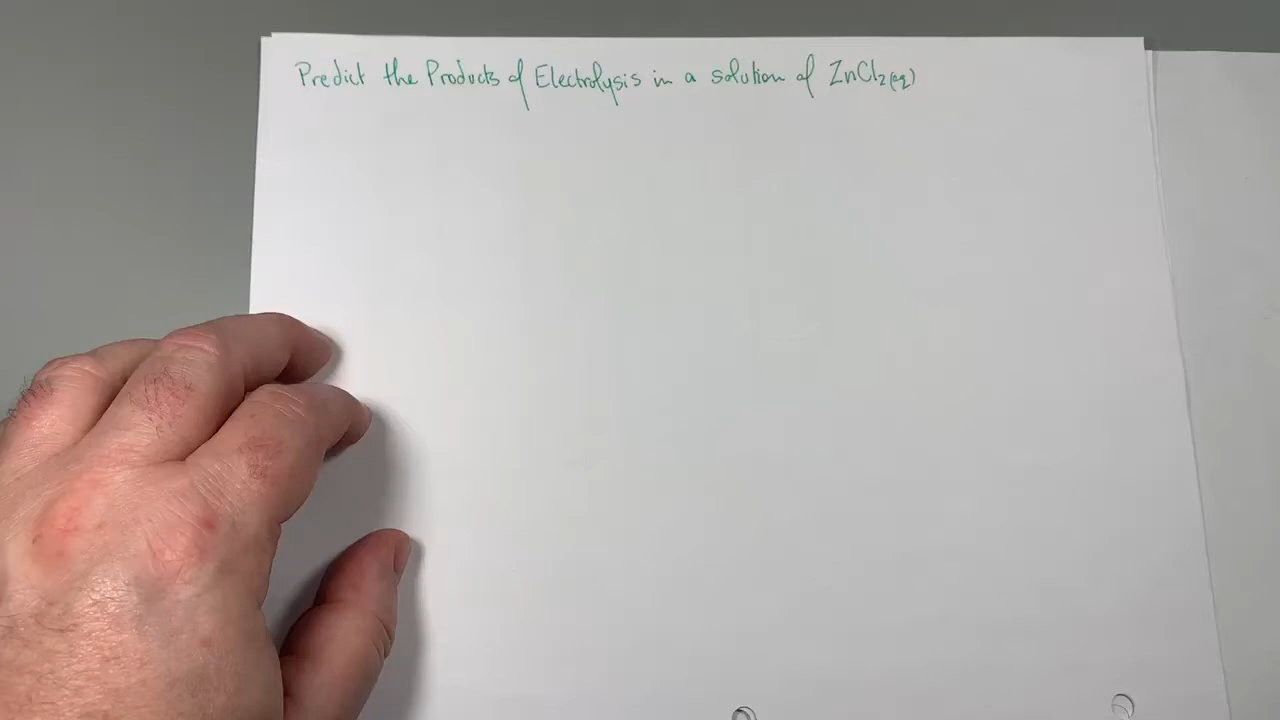 Predict the Products of Electrolysis in a solution of ZnCl2(aq)